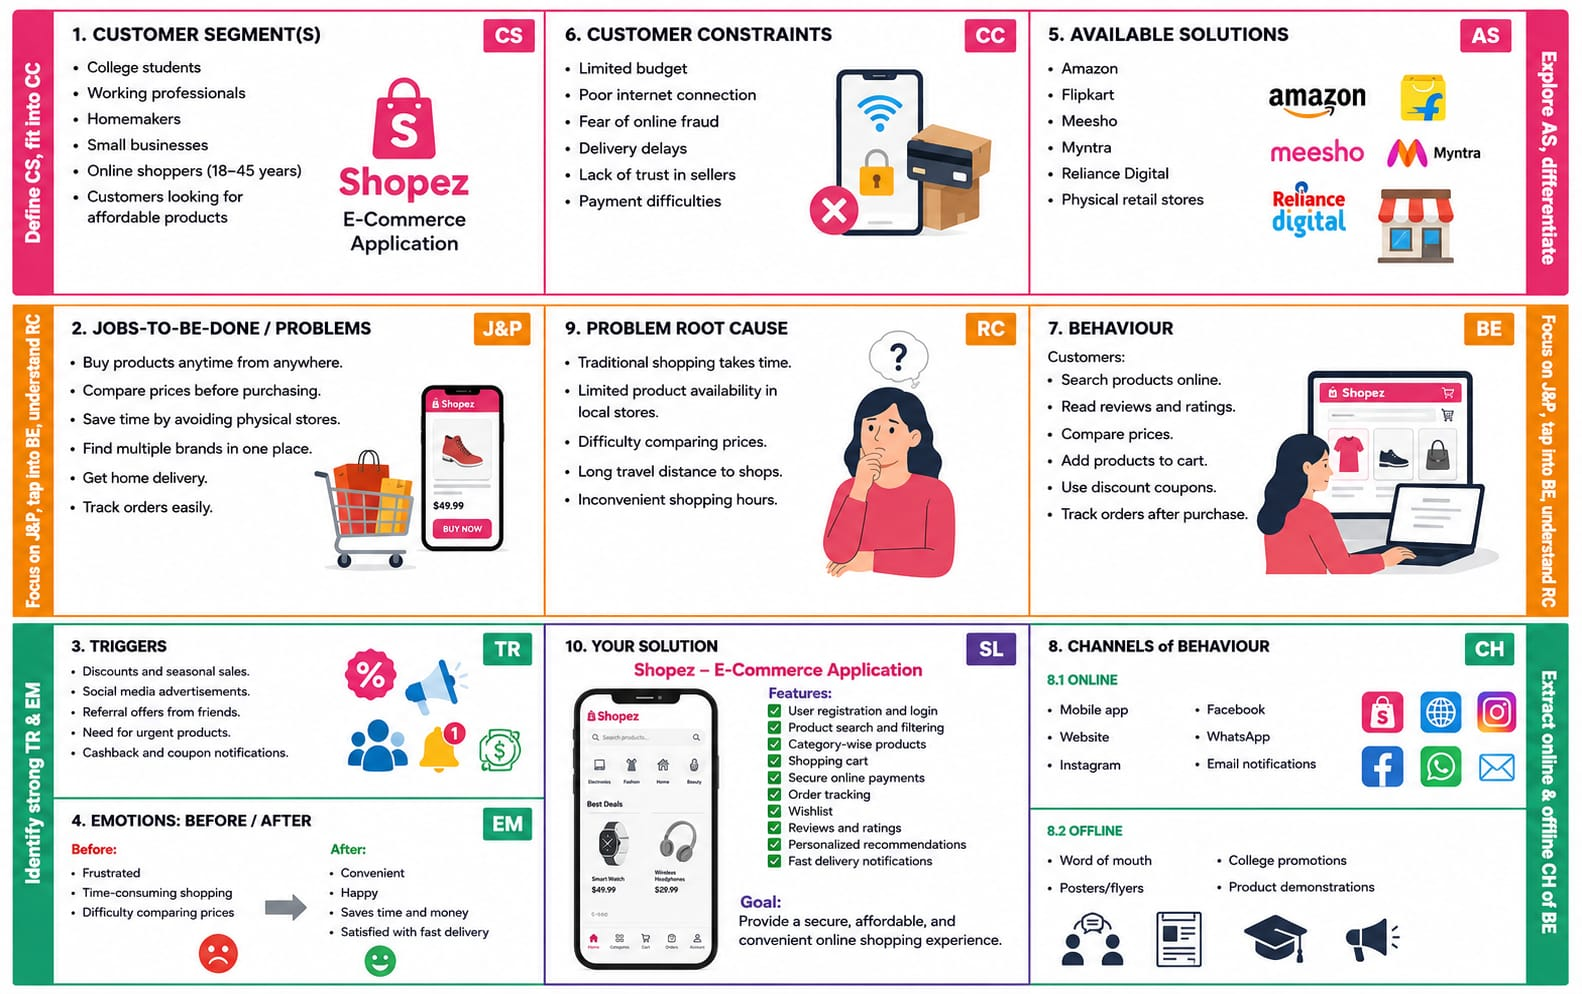 Define CS, fit into CC
1. CUSTOMER SEGMENT(S)
CS
• College students
• Working professionals
• Homemakers
• Small businesses
• Online shoppers (18–45 years)
• Customers looking for
affordable products
S
Shopez
E-Commerce
Application
6. CUSTOMER CONSTRAINTS
CC
• Limited budget
• Poor internet connection
• Fear of online fraud
• Delivery delays
• Lack of trust in sellers
• Payment difficulties
5. AVAILABLE SOLUTIONS
AS
• Amazon
• Flipkart
• Meesho
• Myntra
• Reliance Digital
• Physical retail stores
amazon
f
meesho
Myntra
Reliance
digital
Explore AS, differentiate
Focus on J&P, tap into BE, understand RC
2. JOBS-TO-BE-DONE / PROBLEMS
J&P
• Buy products anytime from anywhere.
• Compare prices before purchasing.
• Save time by avoiding physical stores.
• Find multiple brands in one place.
• Get home delivery.
• Track orders easily.
Shopez
$49.99
BUY NOW
9. PROBLEM ROOT CAUSE
RC
• Traditional shopping takes time.
• Limited product availability in
local stores.
• Difficulty comparing prices.
• Long travel distance to shops.
• Inconvenient shopping hours.
?
7. BEHAVIOUR
BE
Customers:
• Search products online.
• Read reviews and ratings.
• Compare prices.
• Add products to cart.
• Use discount coupons.
• Track orders after purchase.
Shopez
Focus on J&P, tap into BE, understand RC
Identify strong TR & EM
3. TRIGGERS
TR
• Discounts and seasonal sales.
• Social media advertisements.
• Referral offers from friends.
• Need for urgent products.
• Cashback and coupon notifications.
%
1
$
4. EMOTIONS: BEFORE / AFTER
EM
Before:
• Frustrated
• Time-consuming shopping
• Difficulty comparing prices
After:
• Convenient
• Happy
• Saves time and money
• Satisfied with fast delivery
10. YOUR SOLUTION
SL
Shopez – E-Commerce Application
Shopez
Search products...
Electronics Fashion Home Beauty
Best Deals
Smart Watch
$49.99
Wireless
Headphones
$29.99
Home Categories Cart Orders Account
Features:
User registration and login
Product search and filtering
Category-wise products
Shopping cart
Secure online payments
Order tracking
Wishlist
Reviews and ratings
Personalized recommendations
Fast delivery notifications
Goal:
Provide a secure, affordable, and
convenient online shopping experience.
8. CHANNELS of BEHAVIOUR
CH
8.1 ONLINE
• Mobile app
• Website
• Instagram
• Facebook
• WhatsApp
• Email notifications
S
f
8.2 OFFLINE
• Word of mouth
• Posters/flyers
• College promotions
• Product demonstrations
Extract online & offline CH of BE